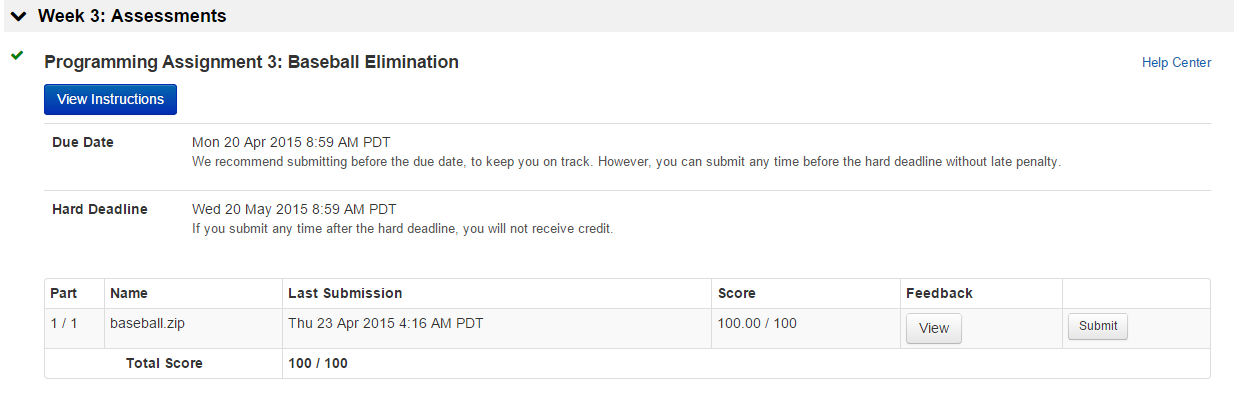 Week 3: Assessments
Programming Assignment 3: Baseball Elimination
Help Center
View Instructions
Due Date
Mon 20 Apr 2015 8:59 AM PDT
We recommend submitting before the due date, to keep you on track. However, you can submit any time before the hard deadline without late penalty.
Hard Deadline
Wed 20 May 2015 8:59 AM PDT
If you submit any time after the hard deadline, you will not receive credit.
Part Name Last Submission Score Feedback
1 / 1 baseball.zip Thu 23 Apr 2015 4:16 AM PDT 100.00 / 100 View Submit
Total Score 100 / 100